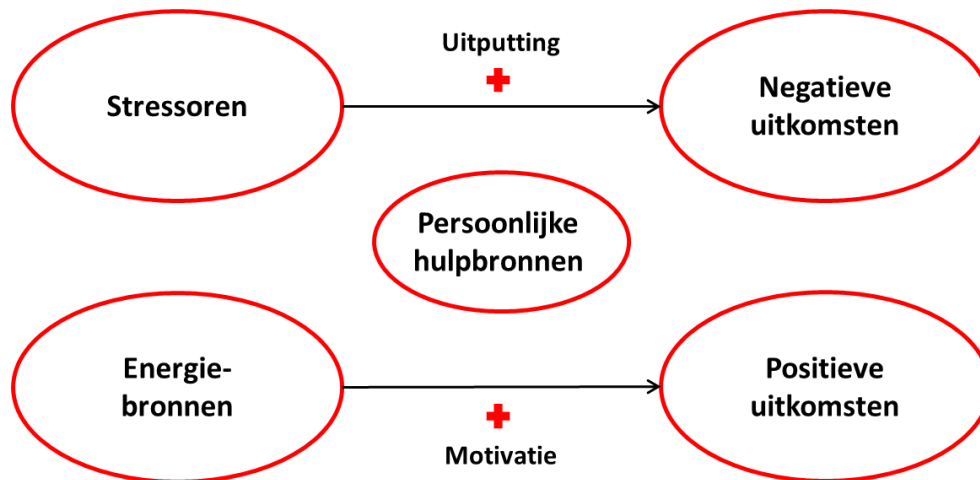 Uitputting
Stressoren
Negatieve
uitkomsten
Persoonlijke
hulpbronnen
Energie-
bronnen
Positieve
uitkomsten
Motivatie